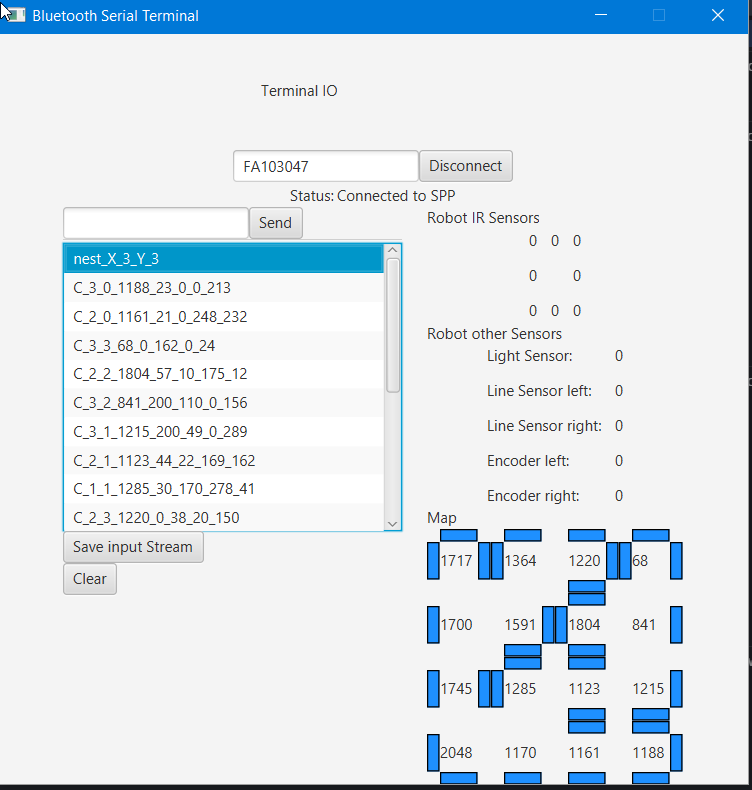 Bluetooth Serial Terminal
Terminal IO
FA103047 Disconnect
Status: Connected to SPP
Send
nest_X_3_Y_3
C_3_0_1188_23_0_0_213
C_2_0_1161_21_0_248_232
C_3_3_68_0_162_0_24
C_2_2_1804_57_10_175_12
C_3_2_841_200_110_0_156
C_3_1_1215_200_49_0_289
C_2_1_1123_44_22_169_162
C_1_1_1285_30_170_278_41
C_2_3_1220_0_38_20_150
Save input Stream
Clear
Robot IR Sensors
0 0 0
0 0
0 0 0
Robot other Sensors
Light Sensor: 0
Line Sensor left: 0
Line Sensor right: 0
Encoder left: 0
Encoder right: 0
Map
1717 1364 1220 68
1700 1591 1804 841
1745 1285 1123 1215
2048 1170 1161 1188